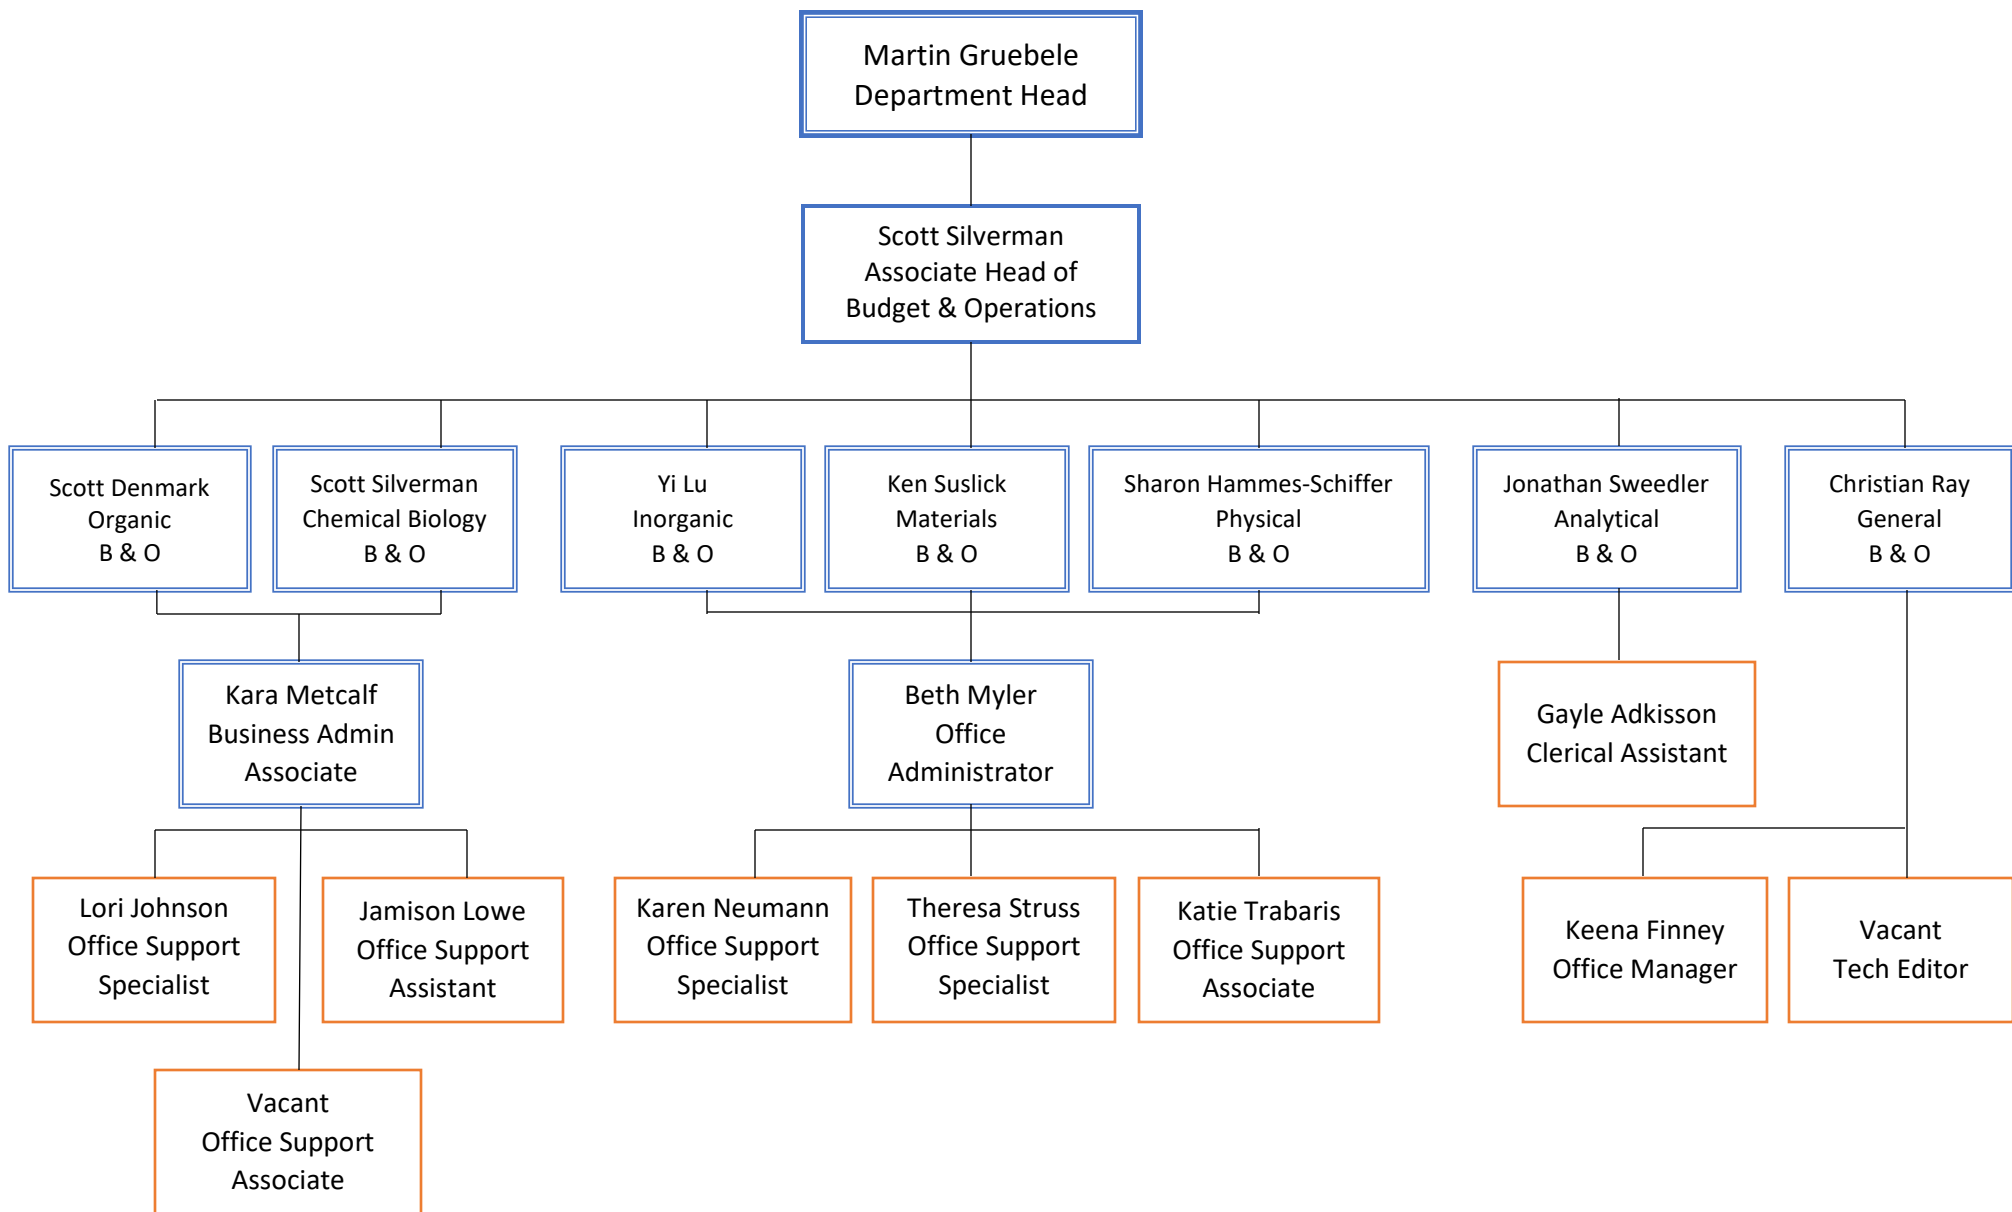 Martin Gruebele
Department Head
Scott Silverman
Associate Head of
Budget & Operations
Scott Denmark
Organic
B & O
Scott Silverman
Chemical Biology
B & O
Yi Lu
Inorganic
B & O
Ken Suslick
Materials
B & O
Sharon Hammes-Schiffer
Physical
B & O
Jonathan Sweedler
Analytical
B & O
Christian Ray
General
B & O
Kara Metcalf
Business Admin
Associate
Beth Myler
Office
Administrator
Gayle Adkisson
Clerical Assistant
Lori Johnson
Office Support
Specialist
Jamison Lowe
Office Support
Assistant
Karen Neumann
Office Support
Specialist
Theresa Struss
Office Support
Specialist
Katie Trabaris
Office Support
Associate
Keena Finney
Office Manager
Vacant
Tech Editor
Vacant
Office Support
Associate